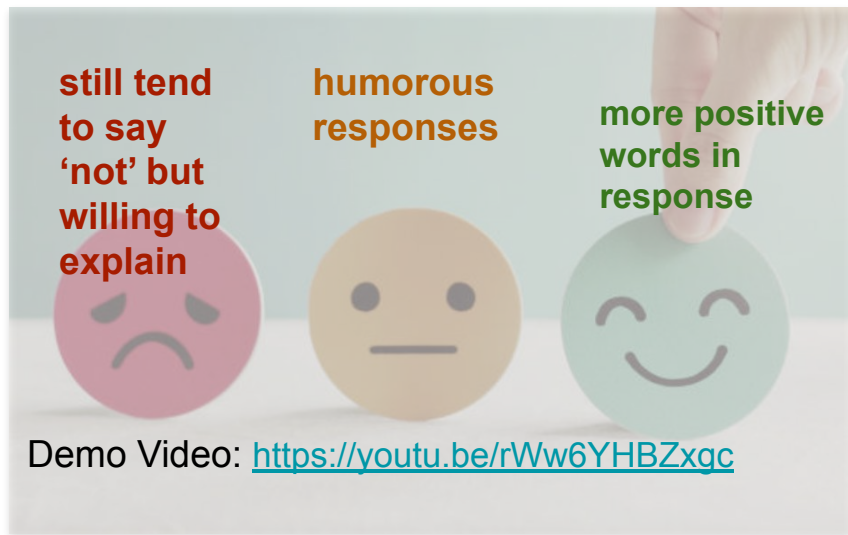 still tend
to say
‘not’ but
willing to
explain
humorous
responses
more positive
words in
response
Demo Video: https://youtu.be/rWw6YHBZxgc